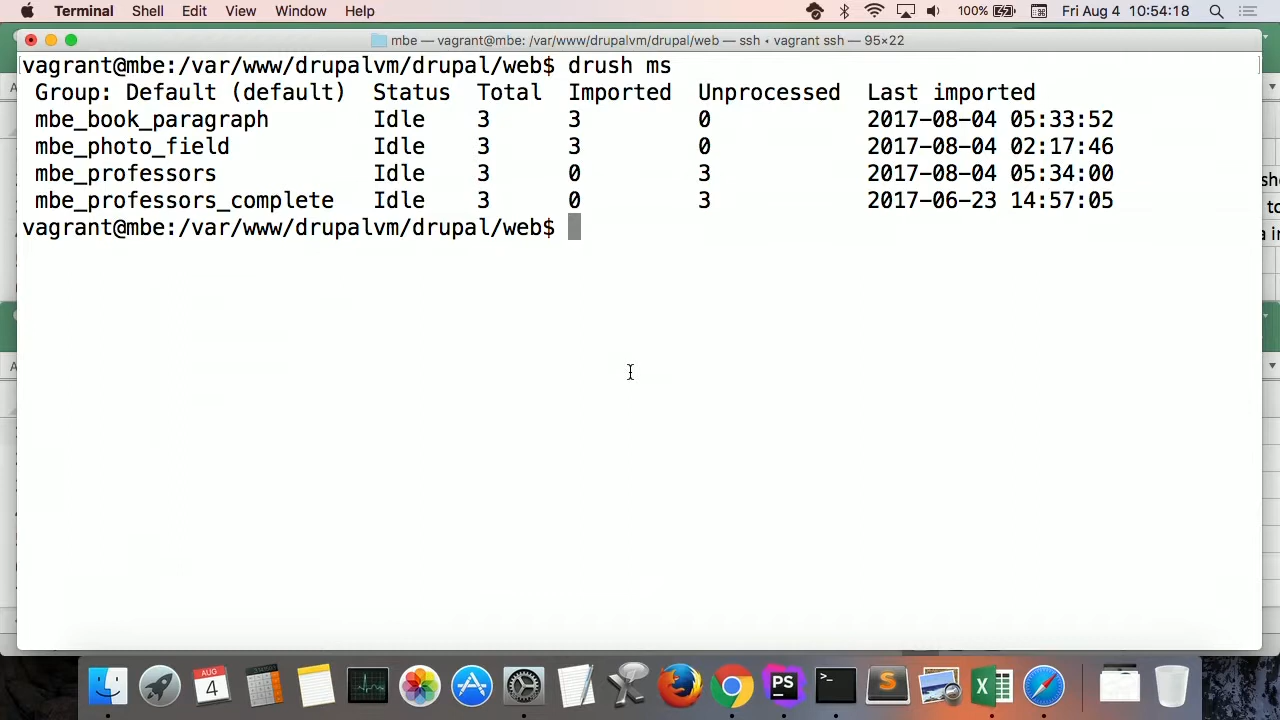 Terminal Shell Edit View Window Help 100% Fri Aug 4 10:54:18
mbe — vagrant@mbe: /var/www/drupalvm/drupal/web — ssh • vagrant ssh — 95×22
vagrant@mbe:/var/www/drupalvm/drupal/web$ drush ms
Group: Default (default) Status Total Imported Unprocessed Last imported
mbe_book_paragraph Idle 3 3 0 2017-08-04 05:33:52
mbe_photo_field Idle 3 3 0 2017-08-04 02:17:46
mbe_professors Idle 3 0 3 2017-08-04 05:34:00
mbe_professors_complete Idle 3 0 3 2017-06-23 14:57:05
vagrant@mbe:/var/www/drupalvm/drupal/web$
AUG
4
PS
>_
S